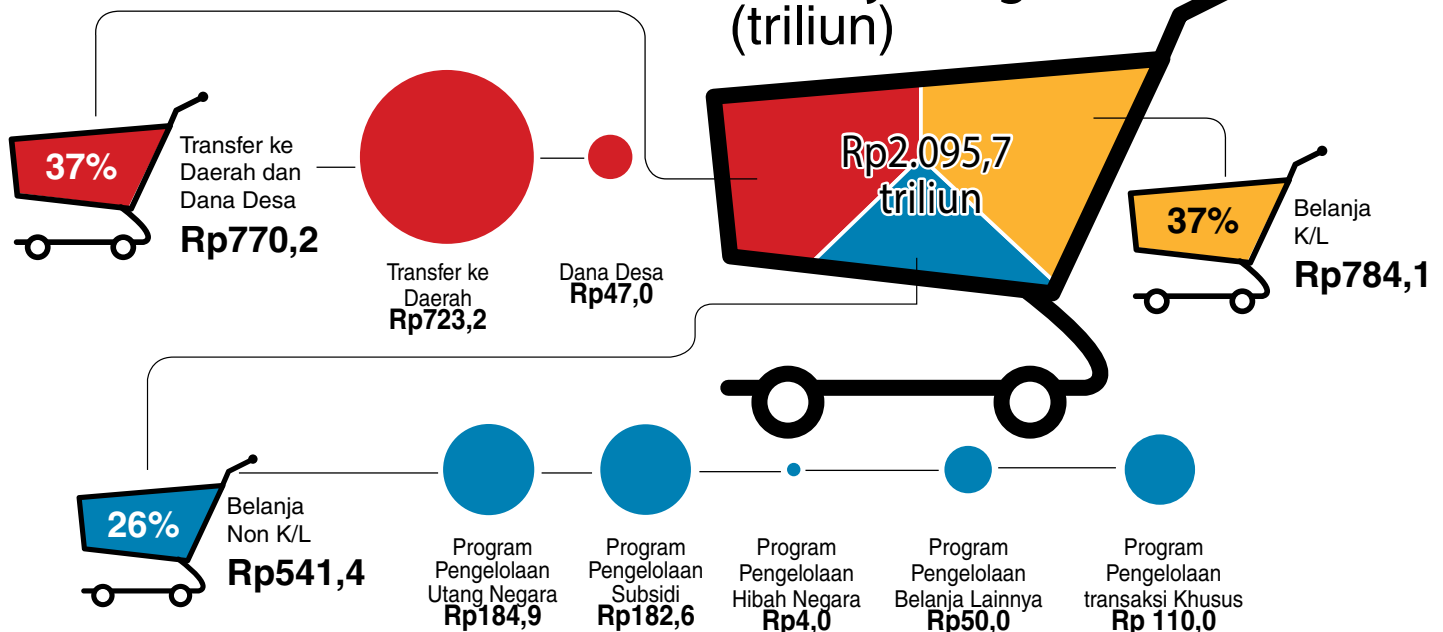 (triliun)
Rp2.095,7
triliun
37%
Transfer ke
Daerah dan
Dana Desa
Rp770,2
Transfer ke
Daerah
Rp723,2
Dana Desa
Rp47,0
37%
Belanja
K/L
Rp784,1
26%
Belanja
Non K/L
Rp541,4
Program
Pengelolaan
Utang Negara
Rp184,9
Program
Pengelolaan
Subsidi
Rp182,6
Program
Pengelolaan
Hibah Negara
Rp4,0
Program
Pengelolaan
Belanja Lainnya
Rp50,0
Program
Pengelolaan
transaksi Khusus
Rp 110,0